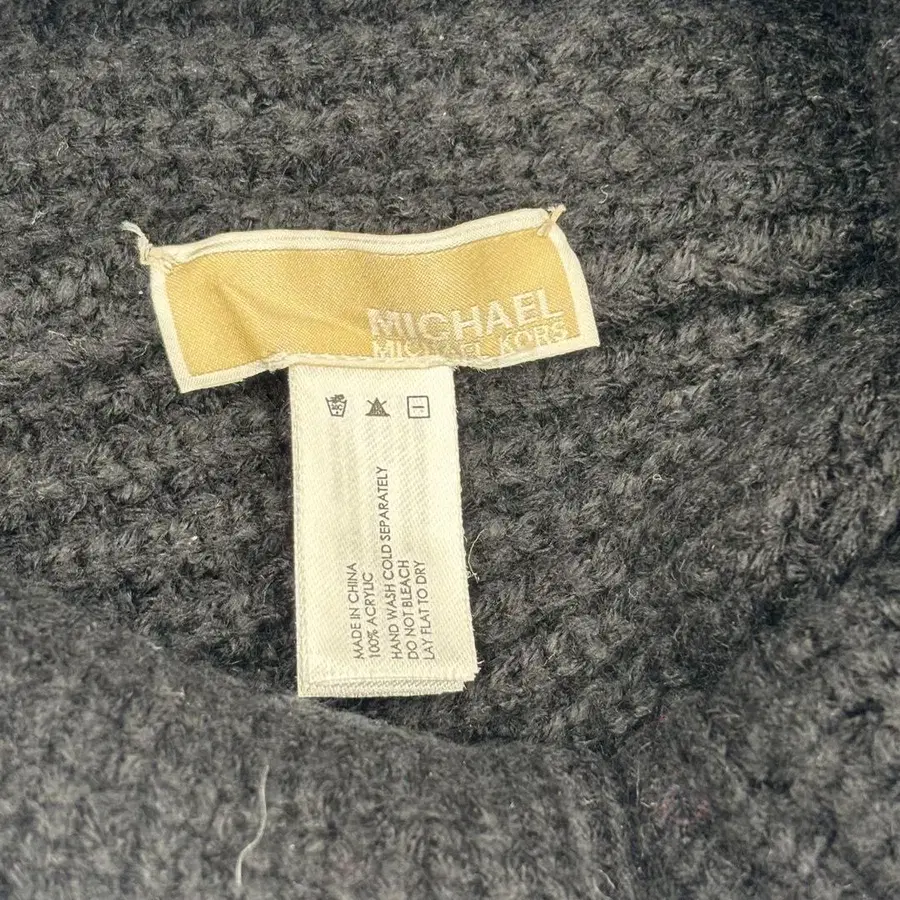 MICHAEL
MICHAEL KORS
MADE IN CHINA
100% ACRYLIC
HAND WASH COLD SEPARATELY
DO NOT BLEACH
LAY FLAT TO DRY